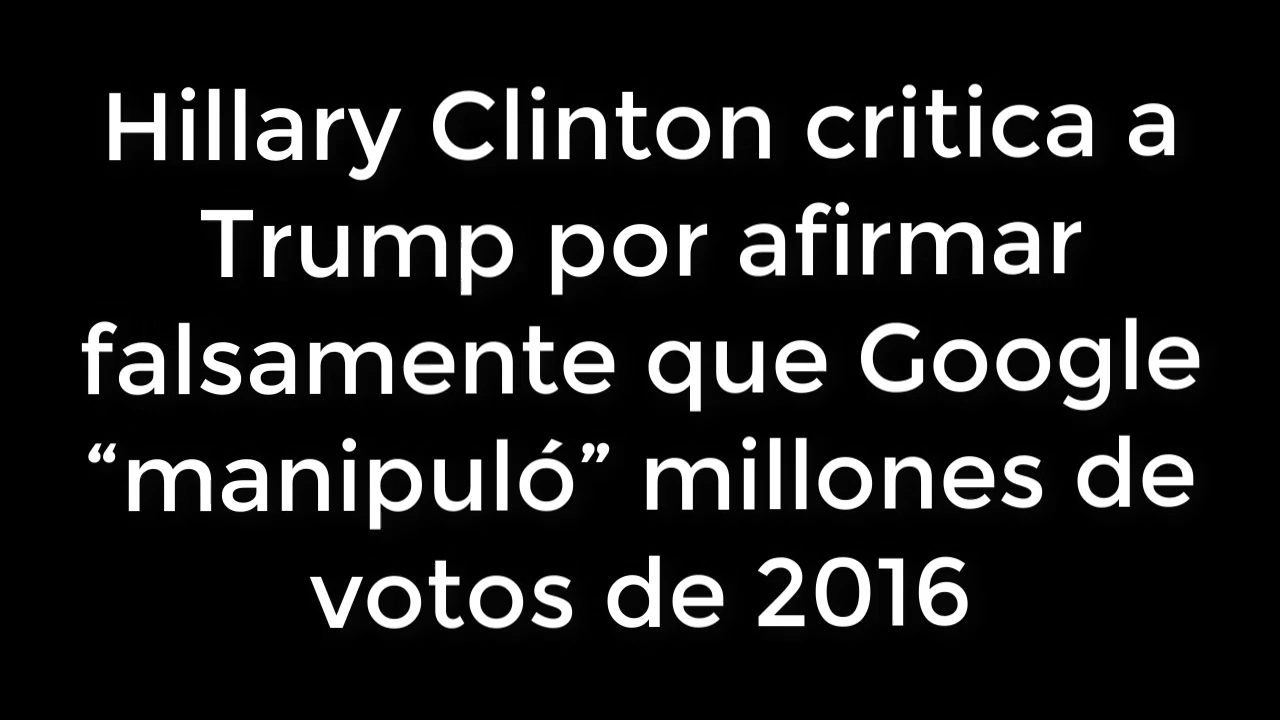 Hillary Clinton critica a
Trump por afirmar
falsamente que Google
“manipuló” millones de
votos de 2016